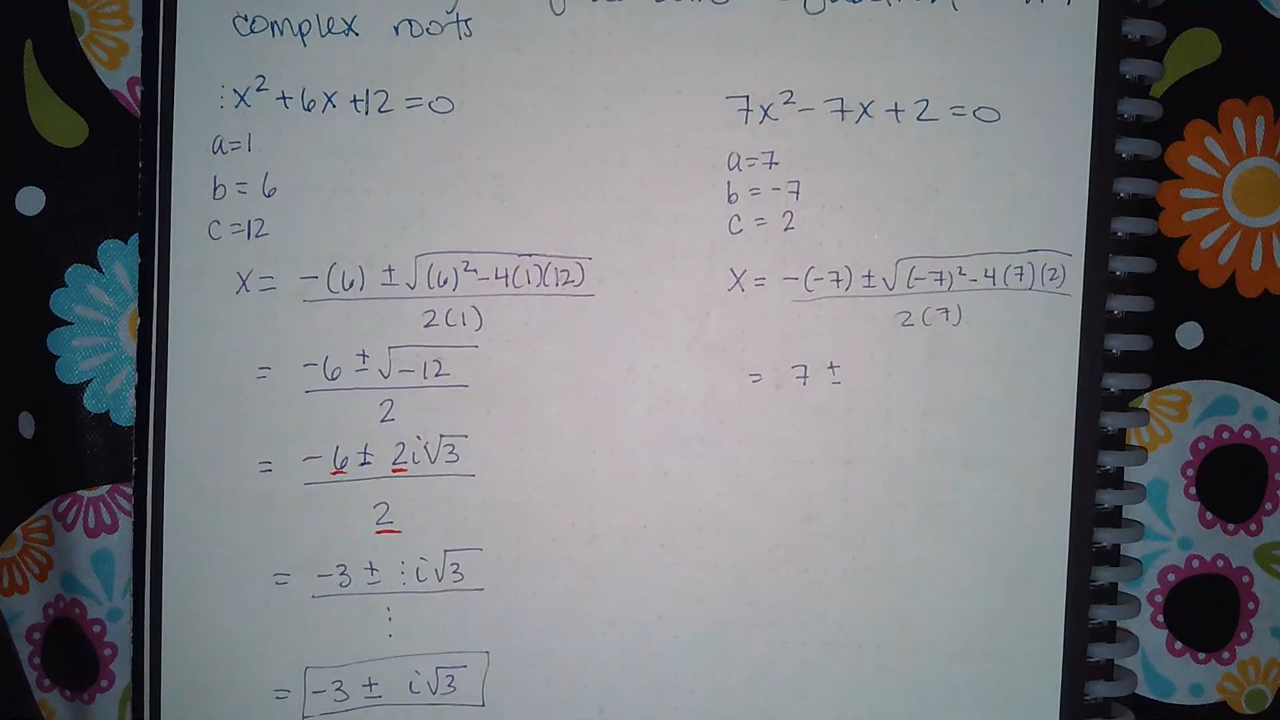 complex roots
⋮x² + 6x + 12 = 0
a = 1
b = 6
c = 12
x = -(6) ± √(6)² - 4(1)(12)
2(1)
= -6 ± √-12
2
= -6 ± 2i√3
2
= -3 ± ⋮i√3
⋮
= -3 ± i√3
7x² - 7x + 2 = 0
a = 7
b = -7
c = 2
x = -(-7) ± √(-7)² - 4(7)(2)
2(7)
= 7 ±